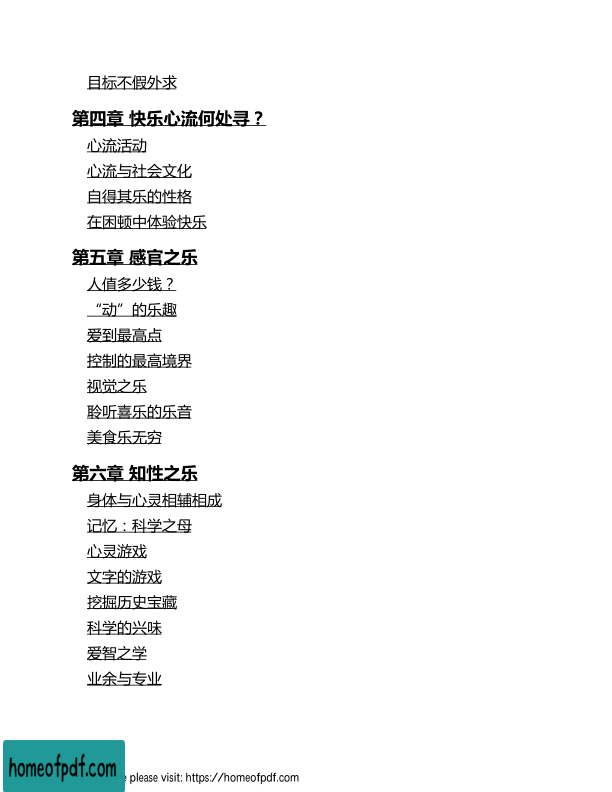 目标不假外求
第四章 快乐心流何处寻？
心流活动
心流与社会文化
自得其乐的性格
在困顿中体验快乐
第五章 感官之乐
人值多少钱？
“动”的乐趣
爱到最高点
控制的最高境界
视觉之乐
聆听喜乐的乐音
美食乐无穷
第六章 知性之乐
身体与心灵相辅相成
记忆：科学之母
心灵游戏
文字的游戏
挖掘历史宝藏
科学的兴味
爱智之学
业余与专业
homeofpdf.com
please visit: https://homeofpdf.com